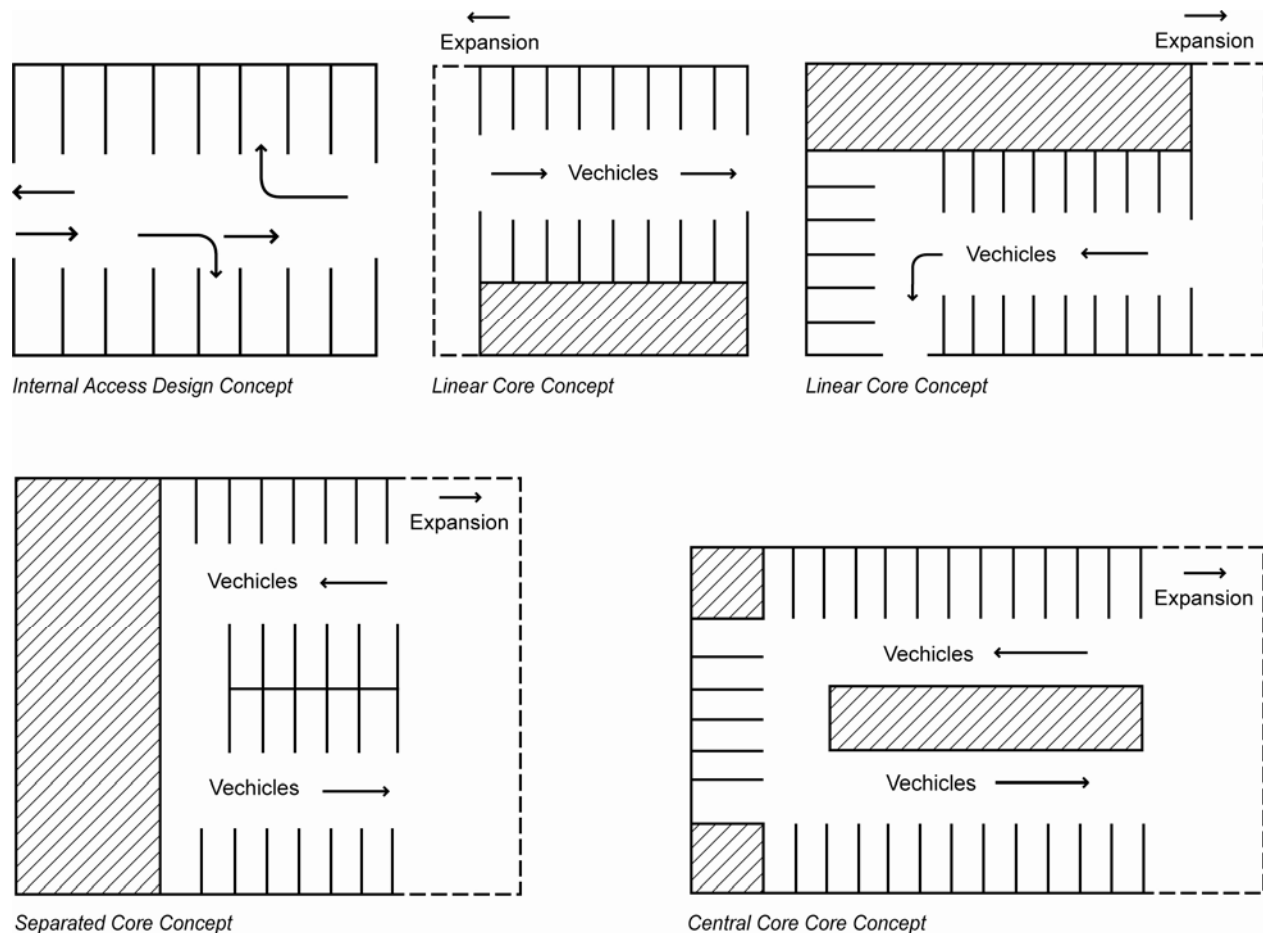 Expansion
Expansion
Vechicles
Vechicles
Internal Access Design Concept
Linear Core Concept
Linear Core Concept
Expansion
Vechicles
Vechicles
Separated Core Concept
Expansion
Vechicles
Vechicles
Central Core Core Concept